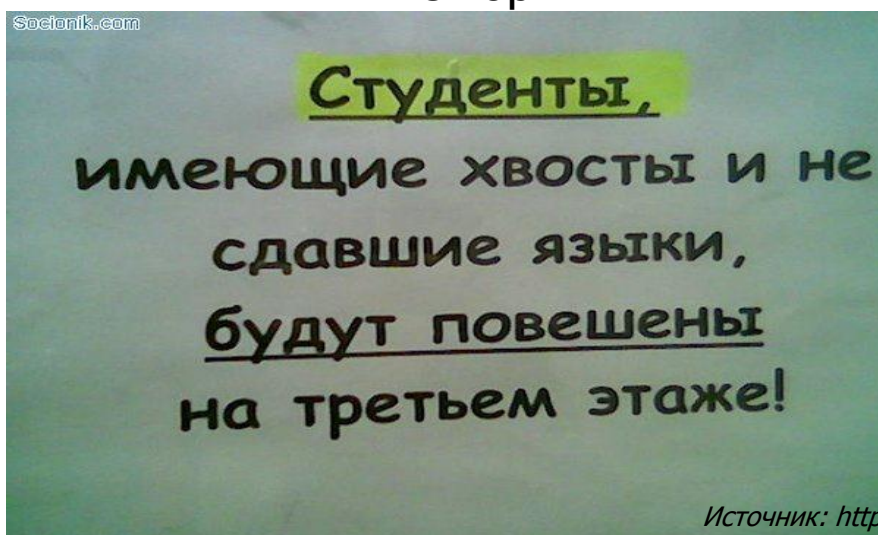 Socionik.com
Студенты,
имеющие хвосты и не
сдавшие языки,
будут повешены
на третьем этаже!
Источник: http